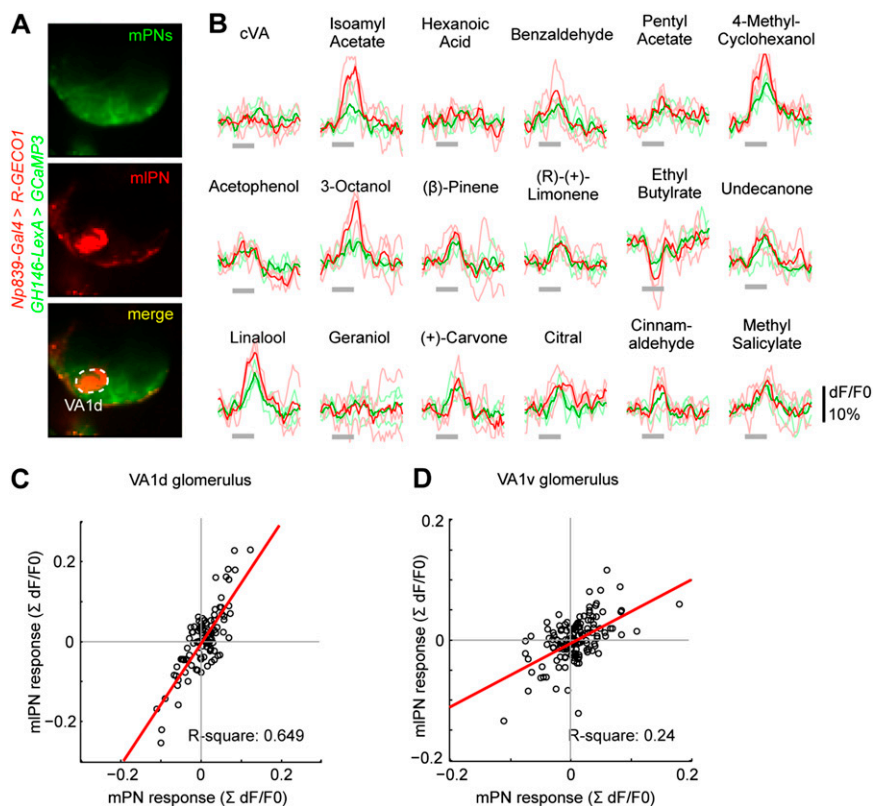 A
mPNs
mlPN
merge
VA1d
Np839-Gal4 > R-GECO1
GH146-LexA > GCaMP3
B
cVA
Isoamyl
Acetate
Hexanoic
Acid
Benzaldehyde
Pentyl
Acetate
4-Methyl-
Cyclohexanol
Acetophenol
3-Octanol
(β)-Pinene
(R)-(+)-
Limonene
Ethyl
Butylrate
Undecanone
Linalool
Geraniol
(+)-Carvone
Citral
Cinnam-
aldehyde
Methyl
Salicylate
dF/F0
10%
C
VA1d glomerulus
mlPN response (Σ dF/F0)
0.2
0
−0.2
R-square: 0.649
−0.2
0
0.2
mPN response (Σ dF/F0)
D
VA1v glomerulus
mlPN response (Σ dF/F0)
0.2
0
−0.2
R-square: 0.24
−0.2
0
0.2
mPN response (Σ dF/F0)